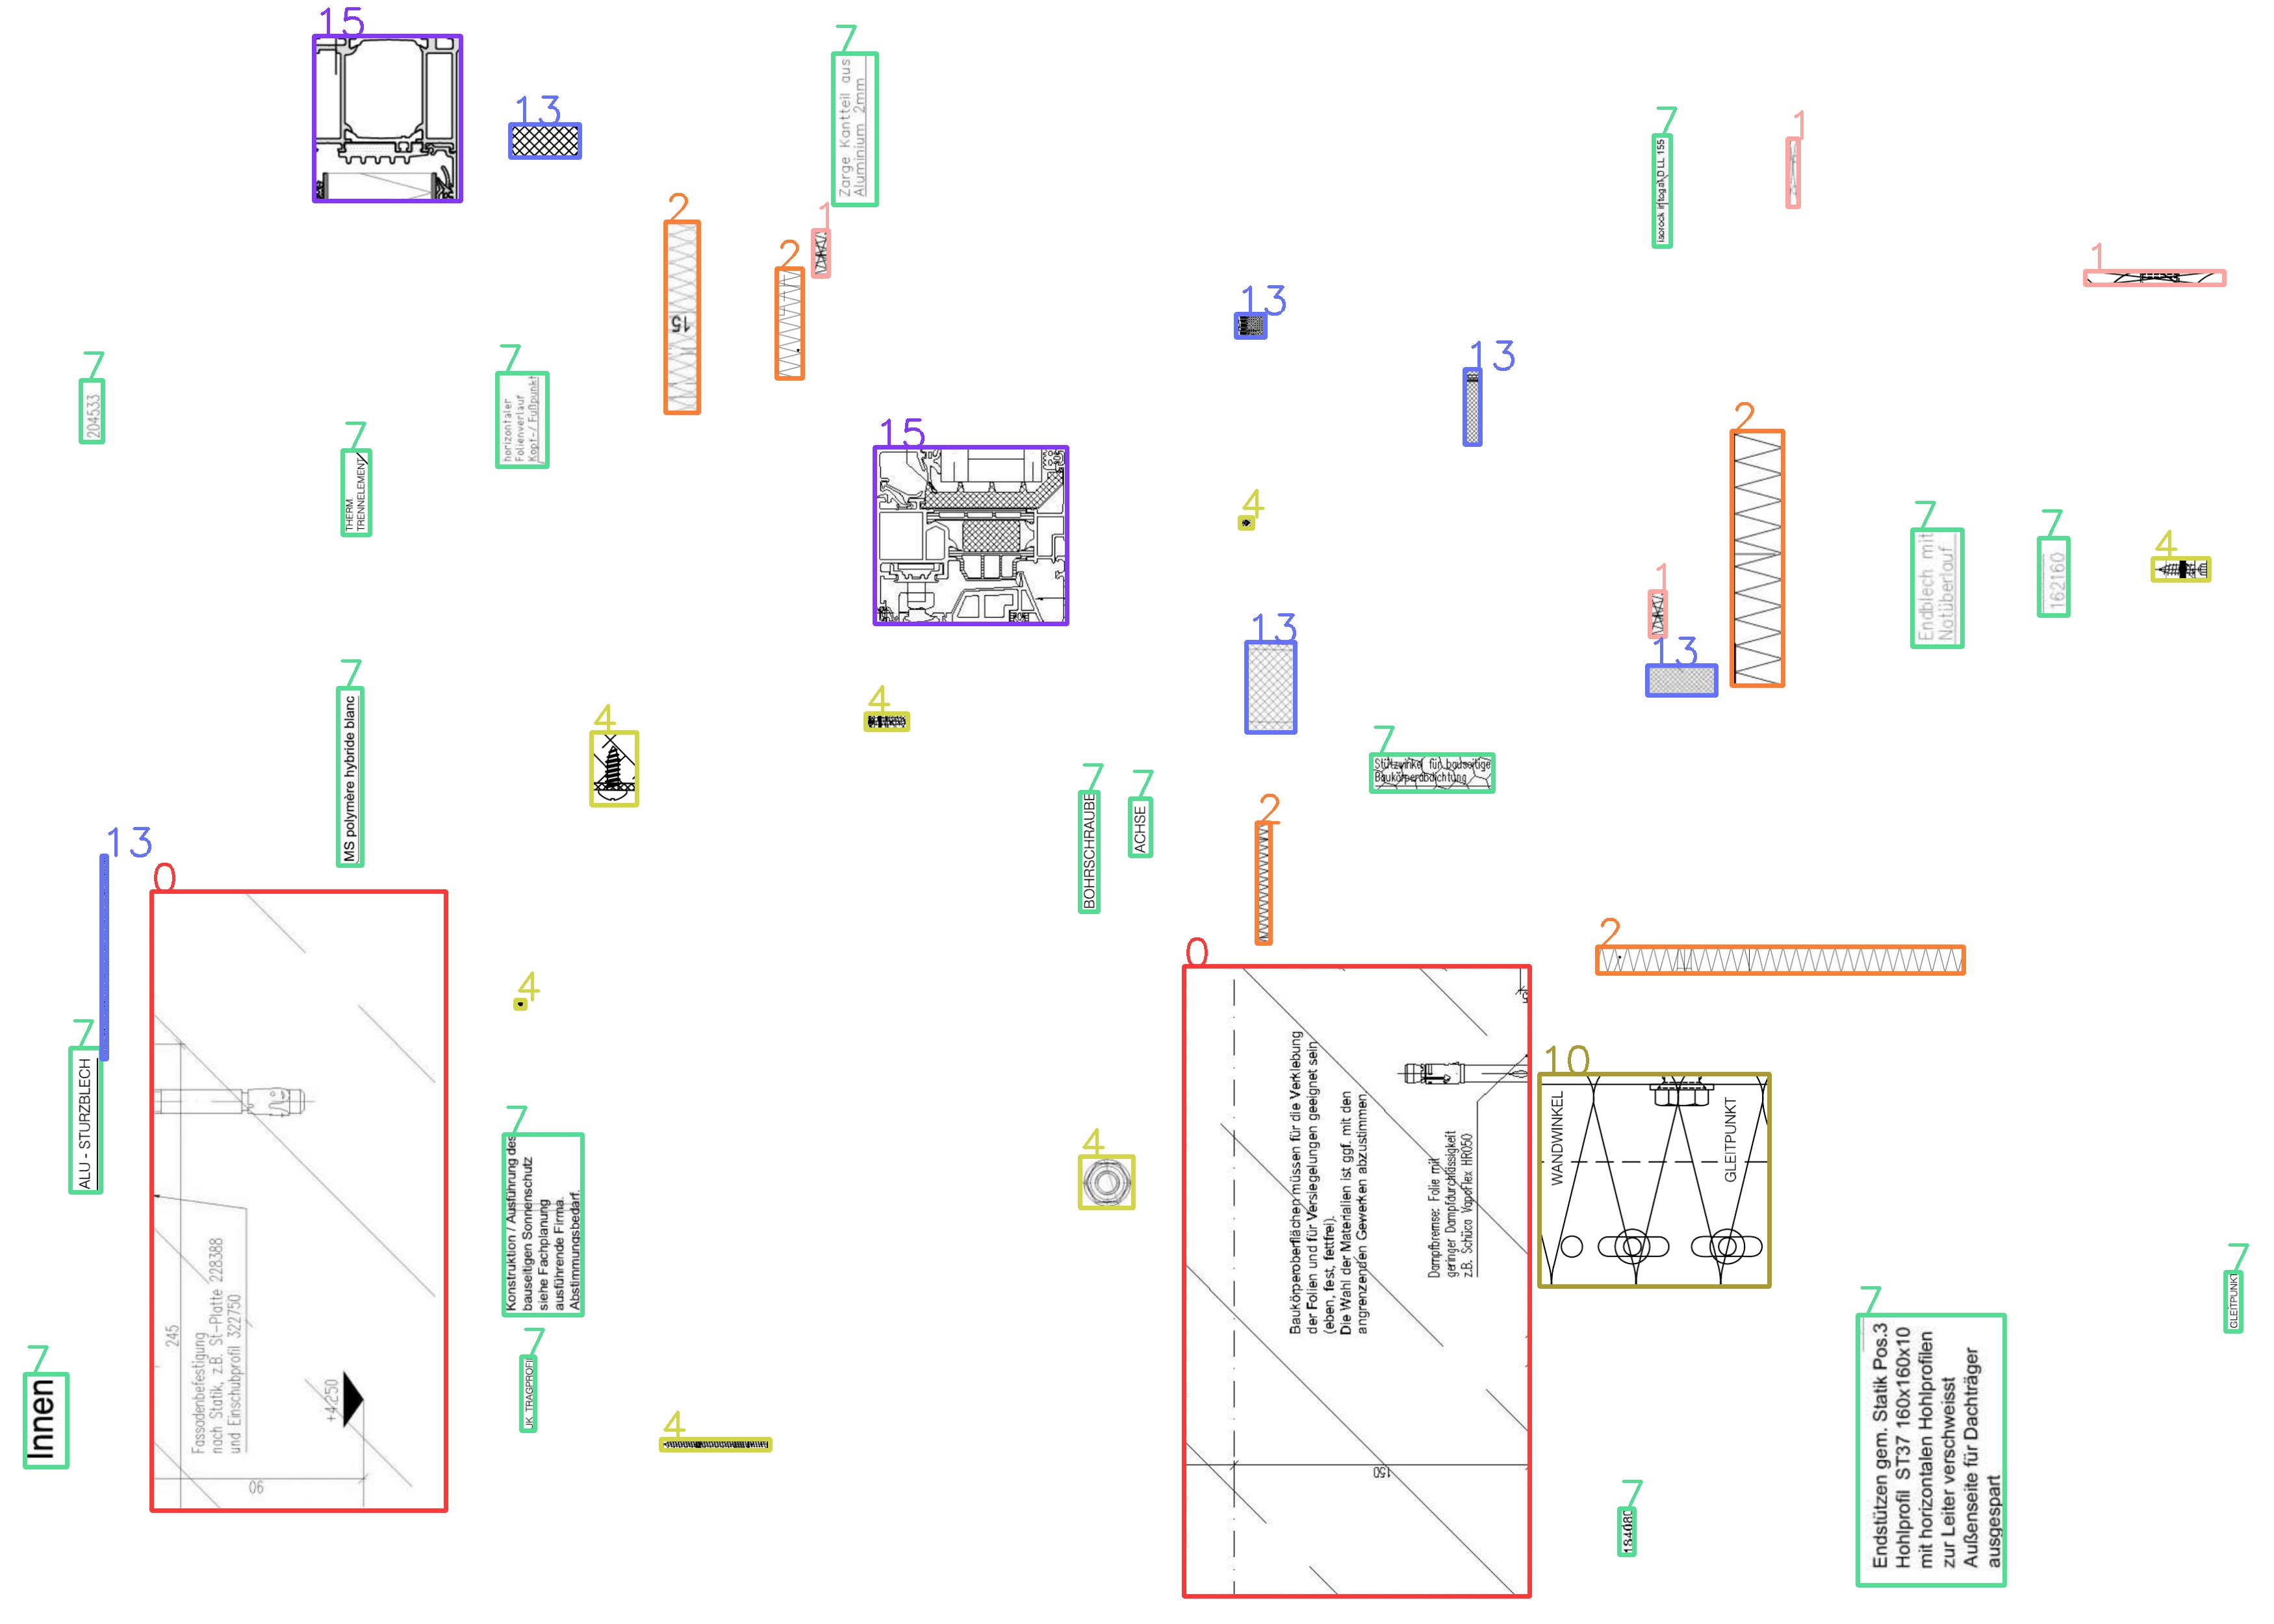 15
13
7
Zarge Kantteil aus
Aluminium 2mm
7
isorock intogal D LL 155
1
2
15
2
1
1
13
13
7
204533
7
THERM.
TRENNELEMENT
7
horizontaler
Folienverlauf
Kopf-/ Fußpunkt
15
4
2
1
13
13
7
Endblech mit
Notüberlauf
7
162160
4
7
MS polymère hybride blanc
4
4
7
Stützwinkel für bauseitige
Baukörperabdichtung
7
BOHRSCHRAUBE
7
ACHSE
2
2
13
7
ALU - STURZBLECH
0
245
Fassadenbefestigung
nach Statik, z.B. St-Platte 228388
und Einschubprofil 322750
+4.250
90
4
7
Konstruktion / Ausführung des
bauseitigen Sonnenschutz
siehe Fachplanung
ausführende Firma.
Abstimmungsbedarf.
7
UK TRAGPROFIL
4
4
0
Baukörperoberflächen müssen für die Verklebung
der Folien und für Versiegelungen geeignet sein
(eben, fest, fettfrei).
Die Wahl der Materialien ist ggf. mit den
angrenzenden Gewerken abzustimmen
Dampfbremse: Folie mit
geringer Dampfdurchlässigkeit
z.B. Schüco VapoFlex HR050
150
10
WANDWINKEL
GLEITPUNKT
7
Innen
7
184080
7
Endstützen gem. Statik Pos.3
Hohlprofil ST37 160x160x10
mit horizontalen Hohlprofilen
zur Leiter verschweisst
Außenseite für Dachträger
ausgespart
7
GLEITPUNKT